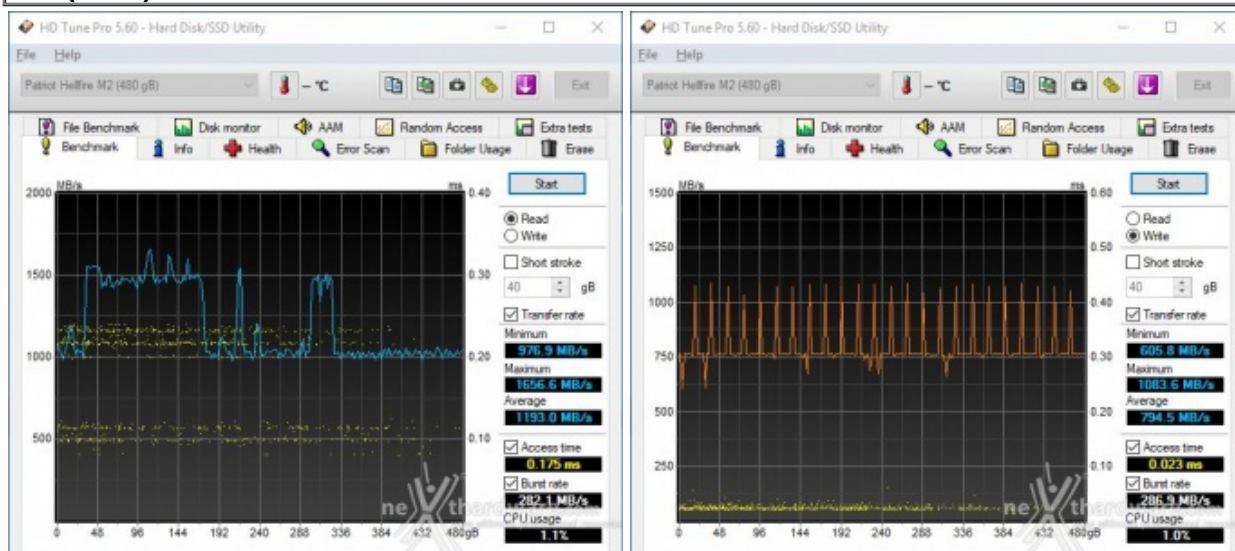 HD Tune Pro 5.60 - Hard Disk/SSD Utility
File Help
Patriot Hellfire M2 (480 gB)
– °C
Exit
File Benchmark Disk monitor AAM Random Access Extra tests
Benchmark Info Health Error Scan Folder Usage Erase
MB/s ms
2000 0.40
1500 0.30
1000 0.20
500 0.10
0 48 96 144 192 240 288 336 384 432 480gB
Start
Read
Write
Short stroke
40 gB
Transfer rate
Minimum
976.9 MB/s
Maximum
1656.6 MB/s
Average
1193.0 MB/s
Access time
0.175 ms
Burst rate
282.1 MB/s
CPU usage
1.1%
HD Tune Pro 5.60 - Hard Disk/SSD Utility
File Help
Patriot Hellfire M2 (480 gB)
– °C
Exit
File Benchmark Disk monitor AAM Random Access Extra tests
Benchmark Info Health Error Scan Folder Usage Erase
MB/s ms
1500 0.60
1250 0.50
1000 0.40
750 0.30
500 0.20
250 0.10
0 48 96 144 192 240 288 336 384 432 480gB
Start
Read
Write
Short stroke
40 gB
Transfer rate
Minimum
605.8 MB/s
Maximum
1083.6 MB/s
Average
794.5 MB/s
Access time
0.023 ms
Burst rate
286.9 MB/s
CPU usage
1.0%